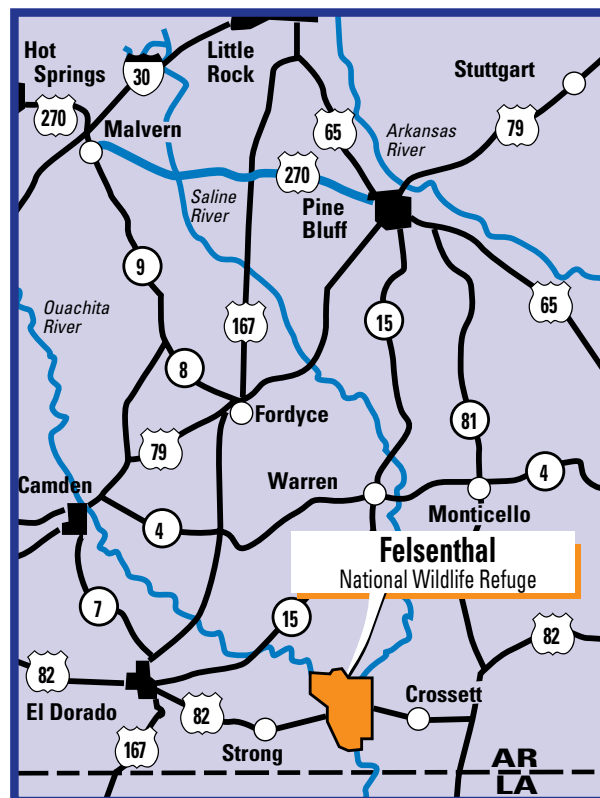 Hot
Springs
30
Little
Rock
Stuttgart
270
65
Arkansas
River
79
Malvern
Saline
River
270
Pine
Bluff
9
Ouachita
River
167
15
65
8
Fordyce
81
79
Camden
Warren
4
4
Monticello
Felsenthal
National Wildlife Refuge
7
15
82
82
El Dorado
82
Crossett
167
Strong
AR
LA